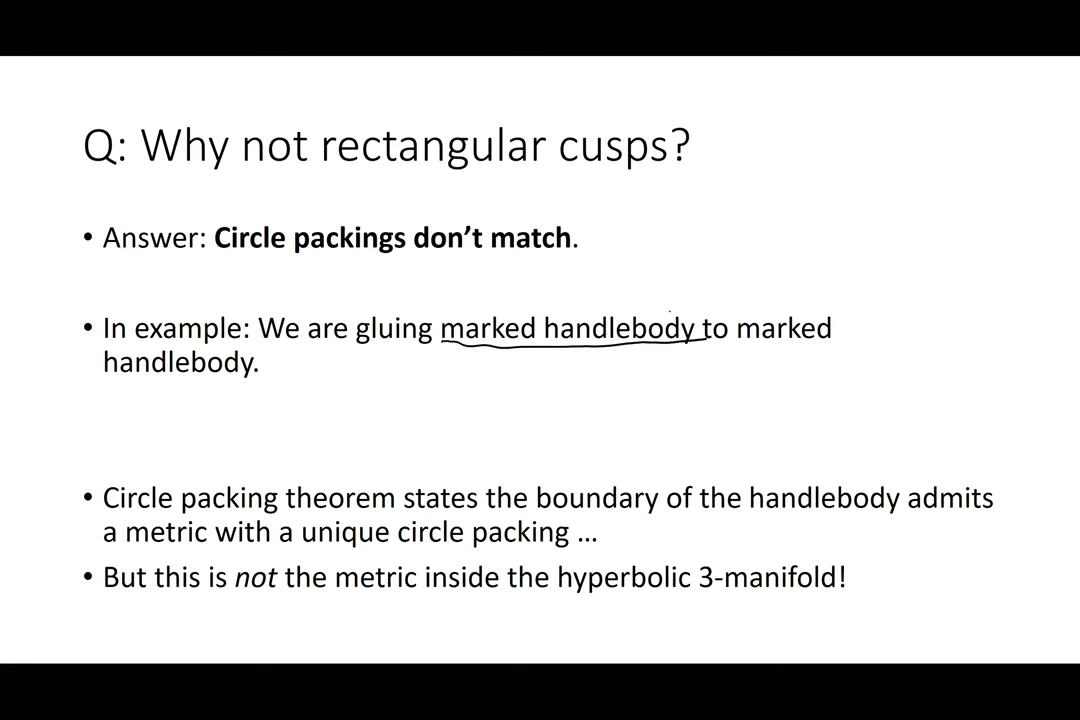 Q: Why not rectangular cusps?
• Answer: Circle packings don’t match.
• In example: We are gluing marked handlebody to marked
handlebody.
• Circle packing theorem states the boundary of the handlebody admits
a metric with a unique circle packing …
• But this is not the metric inside the hyperbolic 3-manifold!